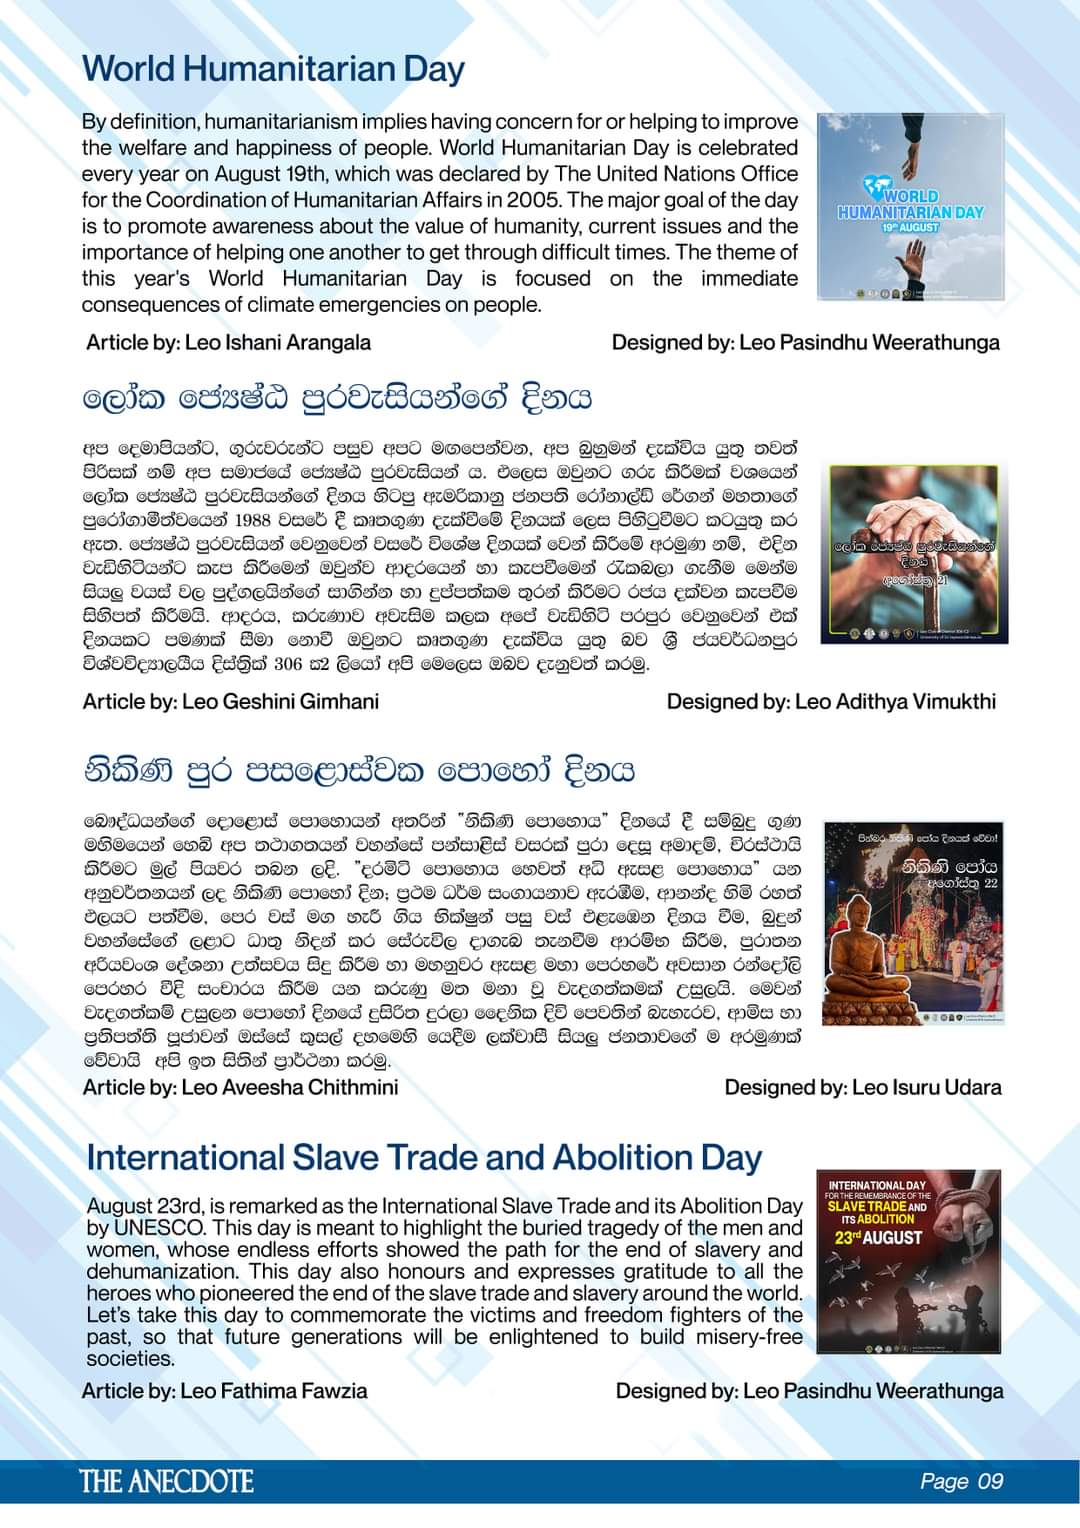 World Humanitarian Day
By definition, humanitarianism implies having concern for or helping to improve
the welfare and happiness of people. World Humanitarian Day is celebrated
every year on August 19th, which was declared by The United Nations Office
for the Coordination of Humanitarian Affairs in 2005. The major goal of the day
is to promote awareness about the value of humanity, current issues and the
importance of helping one another to get through difficult times. The theme of
this year's World Humanitarian Day is focused on the immediate
consequences of climate emergencies on people.
WORLD
HUMANITARIAN DAY
19th AUGUST
Article by: Leo Ishani Arangala
Designed by: Leo Pasindhu Weerathunga
ලෝක ජ්‍යෙෂ්ඨ පුරවැසියන්ගේ දිනය
අප දෙමාපියන්ට, ගුරුවරුන්ට පසුව අපට මඟපෙන්වන, අප බුහුමන් දැක්විය යුතු තවත්
පිරිසක් නම් අප සමාජයේ ජ්‍යෙෂ්ඨ පුරවැසියන් ය. එලෙස ඔවුනට ගරු කිරීමක් වශයෙන්
ලෝක ජ්‍යෙෂ්ඨ පුරවැසියන්ගේ දිනය හිටපු ඇමරිකානු ජනපති රෝනාල්ඩ් රේගන් මහතාගේ
පුරෝගාමීත්වයෙන් 1988 වසරේ දී කෘතගුණ දැක්වීමේ දිනයක් ලෙස පිහිටුවීමට කටයුතු කර
ඇත. ජ්‍යෙෂ්ඨ පුරවැසියන් වෙනුවෙන් වසරේ විශේෂ දිනයක් වෙන් කිරීමේ අරමුණ නම්, එදින
වැඩිහිටියන්ට කැප කිරීමෙන් ඔවුන්ව ආදරයෙන් හා කැපවීමෙන් රැකබලා ගැනීම මෙන්ම
සියලු වයස් වල පුද්ගලයින්ගේ සාගින්න හා දුප්පත්කම තුරන් කිරීමට රජය දක්වන කැපවීම
සිහිපත් කිරීමයි. ආදරය, කරුණාව අවැසිම කලක අපේ වැඩිහිටි පරපුර වෙනුවෙන් එක්
දිනයකට පමණක් සීමා නොවී ඔවුනට කෘතගුණ දැක්විය යුතු බව ශ්‍රී ජයවර්ධනපුර
විශ්වවිද්‍යාලයීය දිස්ත්‍රික් 306 සී2 ලියෝ අපි මෙලෙස ඔබව දැනුවත් කරමු.
ලෝක ජ්‍යෙෂ්ඨ පුරවැසියන්ගේ
දිනය
අගෝස්තු 21
Article by: Leo Geshini Gimhani
Designed by: Leo Adithya Vimukthi
නිකිණි පුර පසළොස්වක පොහෝ දිනය
බෞද්ධයන්ගේ දොළොස් පොහොයන් අතරින් "නිකිණි පොහොය" දිනයේ දී සම්බුදු ගුණ
මහිමයෙන් හෙබි අප තථාගතයන් වහන්සේ පන්සාළිස් වසරක් පුරා දෙසූ අමාදම්, චිරස්ථායි
කිරීමට මුල් පියවර තබන ලදි. "දරමිටි පොහොය හෙවත් අධි ඇසළ පොහොය" යන
අනුවර්තනයන් ලද නිකිණි පොහෝ දින; ප්‍රථම ධර්ම සංගායනාව ඇරඹීම, ආනන්ද හිමි රහත්
ඵලයට පත්වීම, පෙර වස් මඟ හැරී ගිය භික්ෂූන් පසු වස් එළැඹෙන දිනය වීම, බුදුන්
වහන්සේගේ ළළාට ධාතු නිදන් කර සේරුවිල දාගැබ තැනවීම ආරම්භ කිරීම, පුරාතන
අරියවංශ දේශනා උත්සවය සිදු කිරීම හා මහනුවර ඇසළ මහා පෙරහරේ අවසාන රන්දෝලි
පෙරහර වීදි සංචාරය කිරීම යන කරුණු මත මනා වූ වැදගත්කමක් උසුලයි. මෙවන්
වැදගත්කම් උසුලන පොහෝ දිනයේ දුසිරිත දුරලා දෛනික දිවි පෙවතින් බැහැරව, ආමිස හා
ප්‍රතිපත්ති පූජාවන් ඔස්සේ කුසල් දහමෙහි යෙදීම ලක්වාසී සියලු ජනතාවගේ ම අරමුණක්
වේවායි අපි ඉත සිතින් ප්‍රාර්ථනා කරමු.
පින්බර නිකිණි පෝය දිනයක් වේවා!
නිකිණි පෝය
අගෝස්තු 22
Article by: Leo Aveesha Chithmini
Designed by: Leo Isuru Udara
International Slave Trade and Abolition Day
August 23rd, is remarked as the International Slave Trade and its Abolition Day
by UNESCO. This day is meant to highlight the buried tragedy of the men and
women, whose endless efforts showed the path for the end of slavery and
dehumanization. This day also honours and expresses gratitude to all the
heroes who pioneered the end of the slave trade and slavery around the world.
Let's take this day to commemorate the victims and freedom fighters of the
past, so that future generations will be enlightened to build misery-free
societies.
INTERNATIONAL DAY
FOR THE REMEMBRANCE OF THE
SLAVE TRADE AND
ITS ABOLITION
23rd AUGUST
Article by: Leo Fathima Fawzia
Designed by: Leo Pasindhu Weerathunga
THE ANECDOTE
Page 09